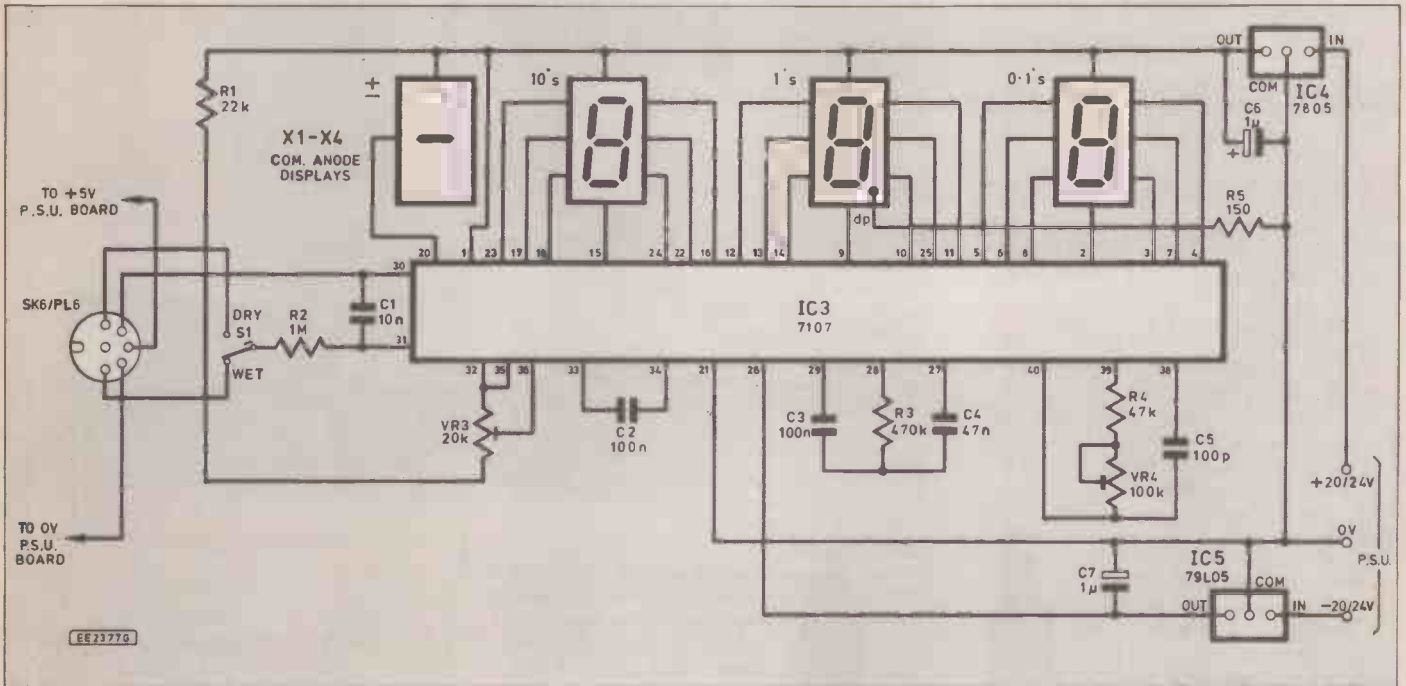 OUT
IN
COM
IC4
7805
R1
22k
±
10's
1's
0·1's
C6
1µ
+
X1-X4
COM. ANODE
DISPLAYS
TO +5V
P.S.U. BOARD
dp
R5
150
20 1 23 17 18 15 24 22 16 12 13 14 9 10 25 11 5 6 8 2 3 7 4
30
SK6/PL6
DRY
S1
R2
1M
C1
10n
IC3
7107
WET
31
32 35 36 33 34 21 26 29 28 27 40 39 38
VR3
20k
C2
100n
C3
100n
R3
470k
C4
47n
R4
47k
C5
100p
VR4
100k
+20/24V
TO 0V
P.S.U.
BOARD
0V
P.S.U.
IC5
79L05
COM
C7
1µ
OUT
IN
-20/24V
EE2377G